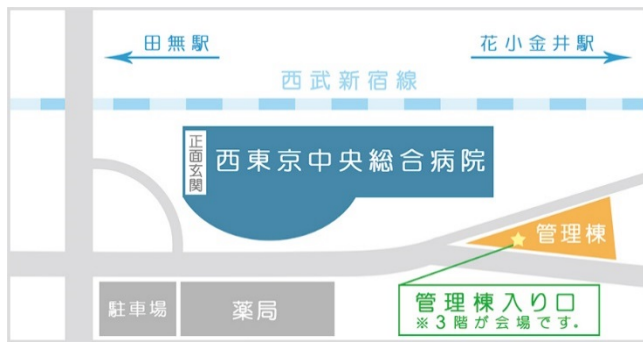 田無駅
花小金井駅
西武新宿線
正面玄関
西東京中央総合病院
管理棟
駐車場
薬局
管理棟入り口
※3階が会場です。